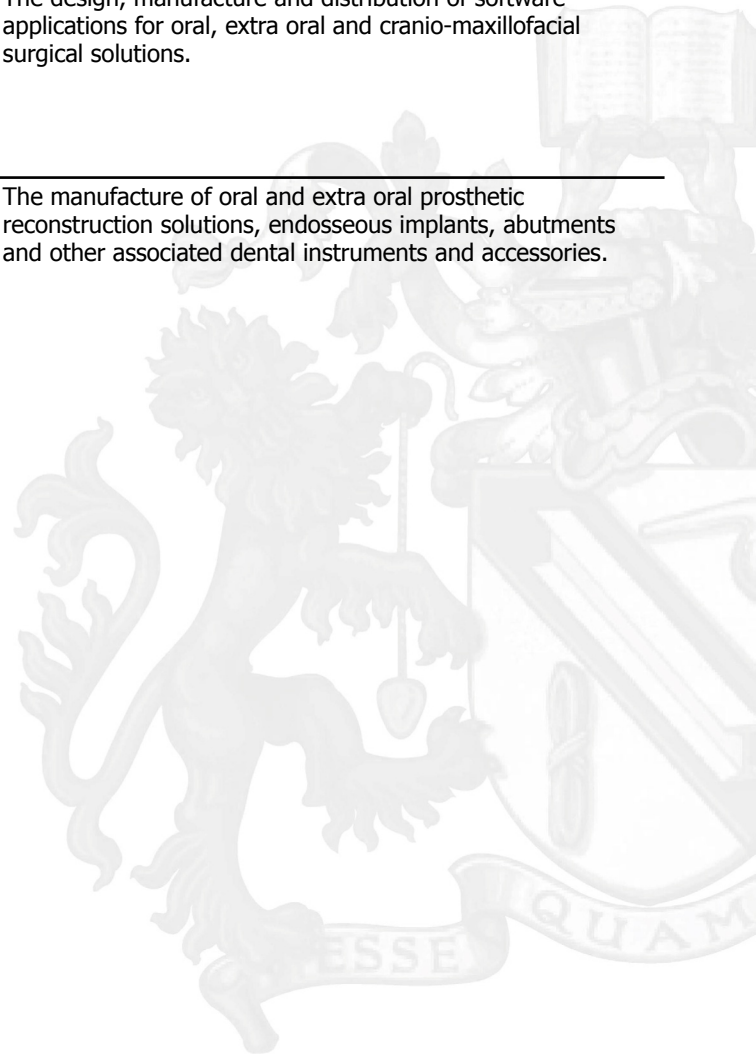 The design, manufacture and distribution of software
applications for oral, extra oral and cranio-maxillofacial
surgical solutions.
The manufacture of oral and extra oral prosthetic
reconstruction solutions, endosseous implants, abutments
and other associated dental instruments and accessories.
ESSE
QUAM